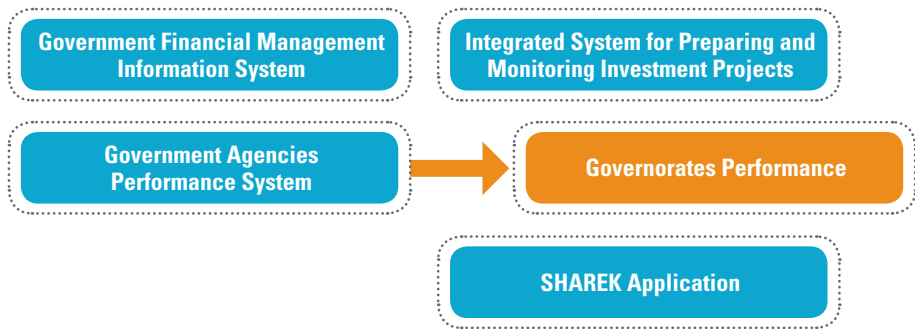 Government Financial Management
Information System
Integrated System for Preparing and
Monitoring Investment Projects
Government Agencies
Performance System
Governorates Performance
SHAREK Application